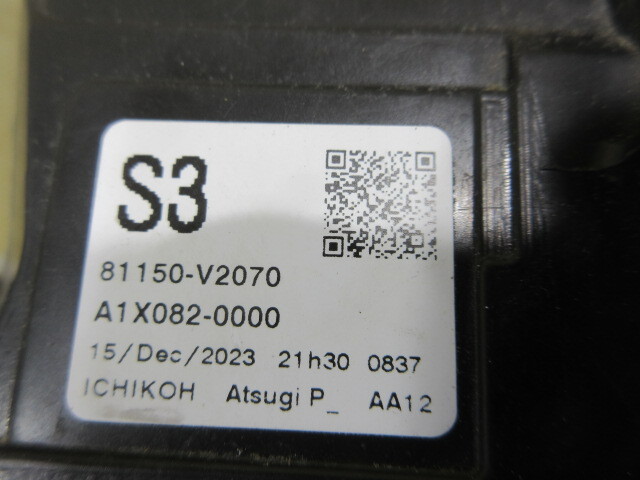 S3
81150-V2070
A1X082-0000
15/Dec/2023 21h30 0837
ICHIKOH Atsugi P_ AA12